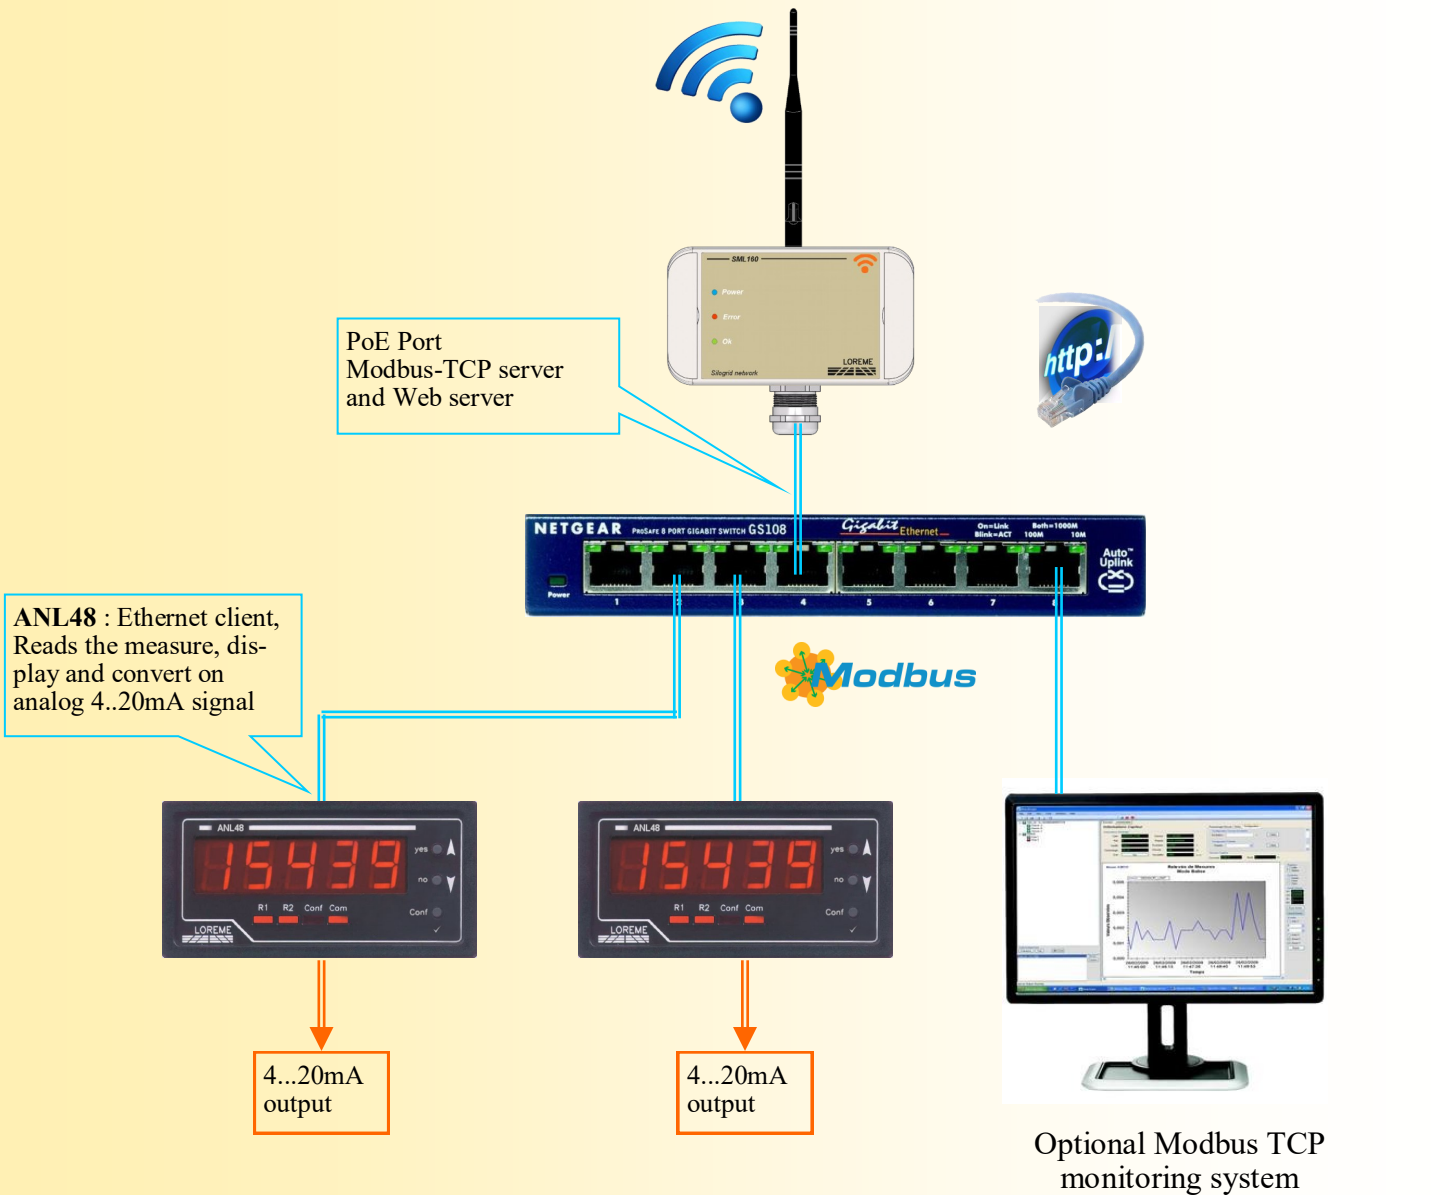 SML160
Power
Error
Ok
LOREME
Silogrid network
http:/
PoE Port
Modbus-TCP server
and Web server
NETGEAR ProSafe 8 PORT GIGABIT SWITCH GS108
Gigabit Ethernet
On=Link Both=1000M
Blink=ACT 100M 10M
Auto™
Uplink
Power
1 2 3 4 5 6 7 8
ANL48 : Ethernet client,
Reads the measure, dis-
play and convert on
analog 4..20mA signal
Modbus
ANL48
15439
yes
no
R1 R2 Conf Com
Conf
LOREME
ANL48
15439
yes
no
R1 R2 Conf Com
Conf
LOREME
4...20mA
output
4...20mA
output
Optional Modbus TCP
monitoring system